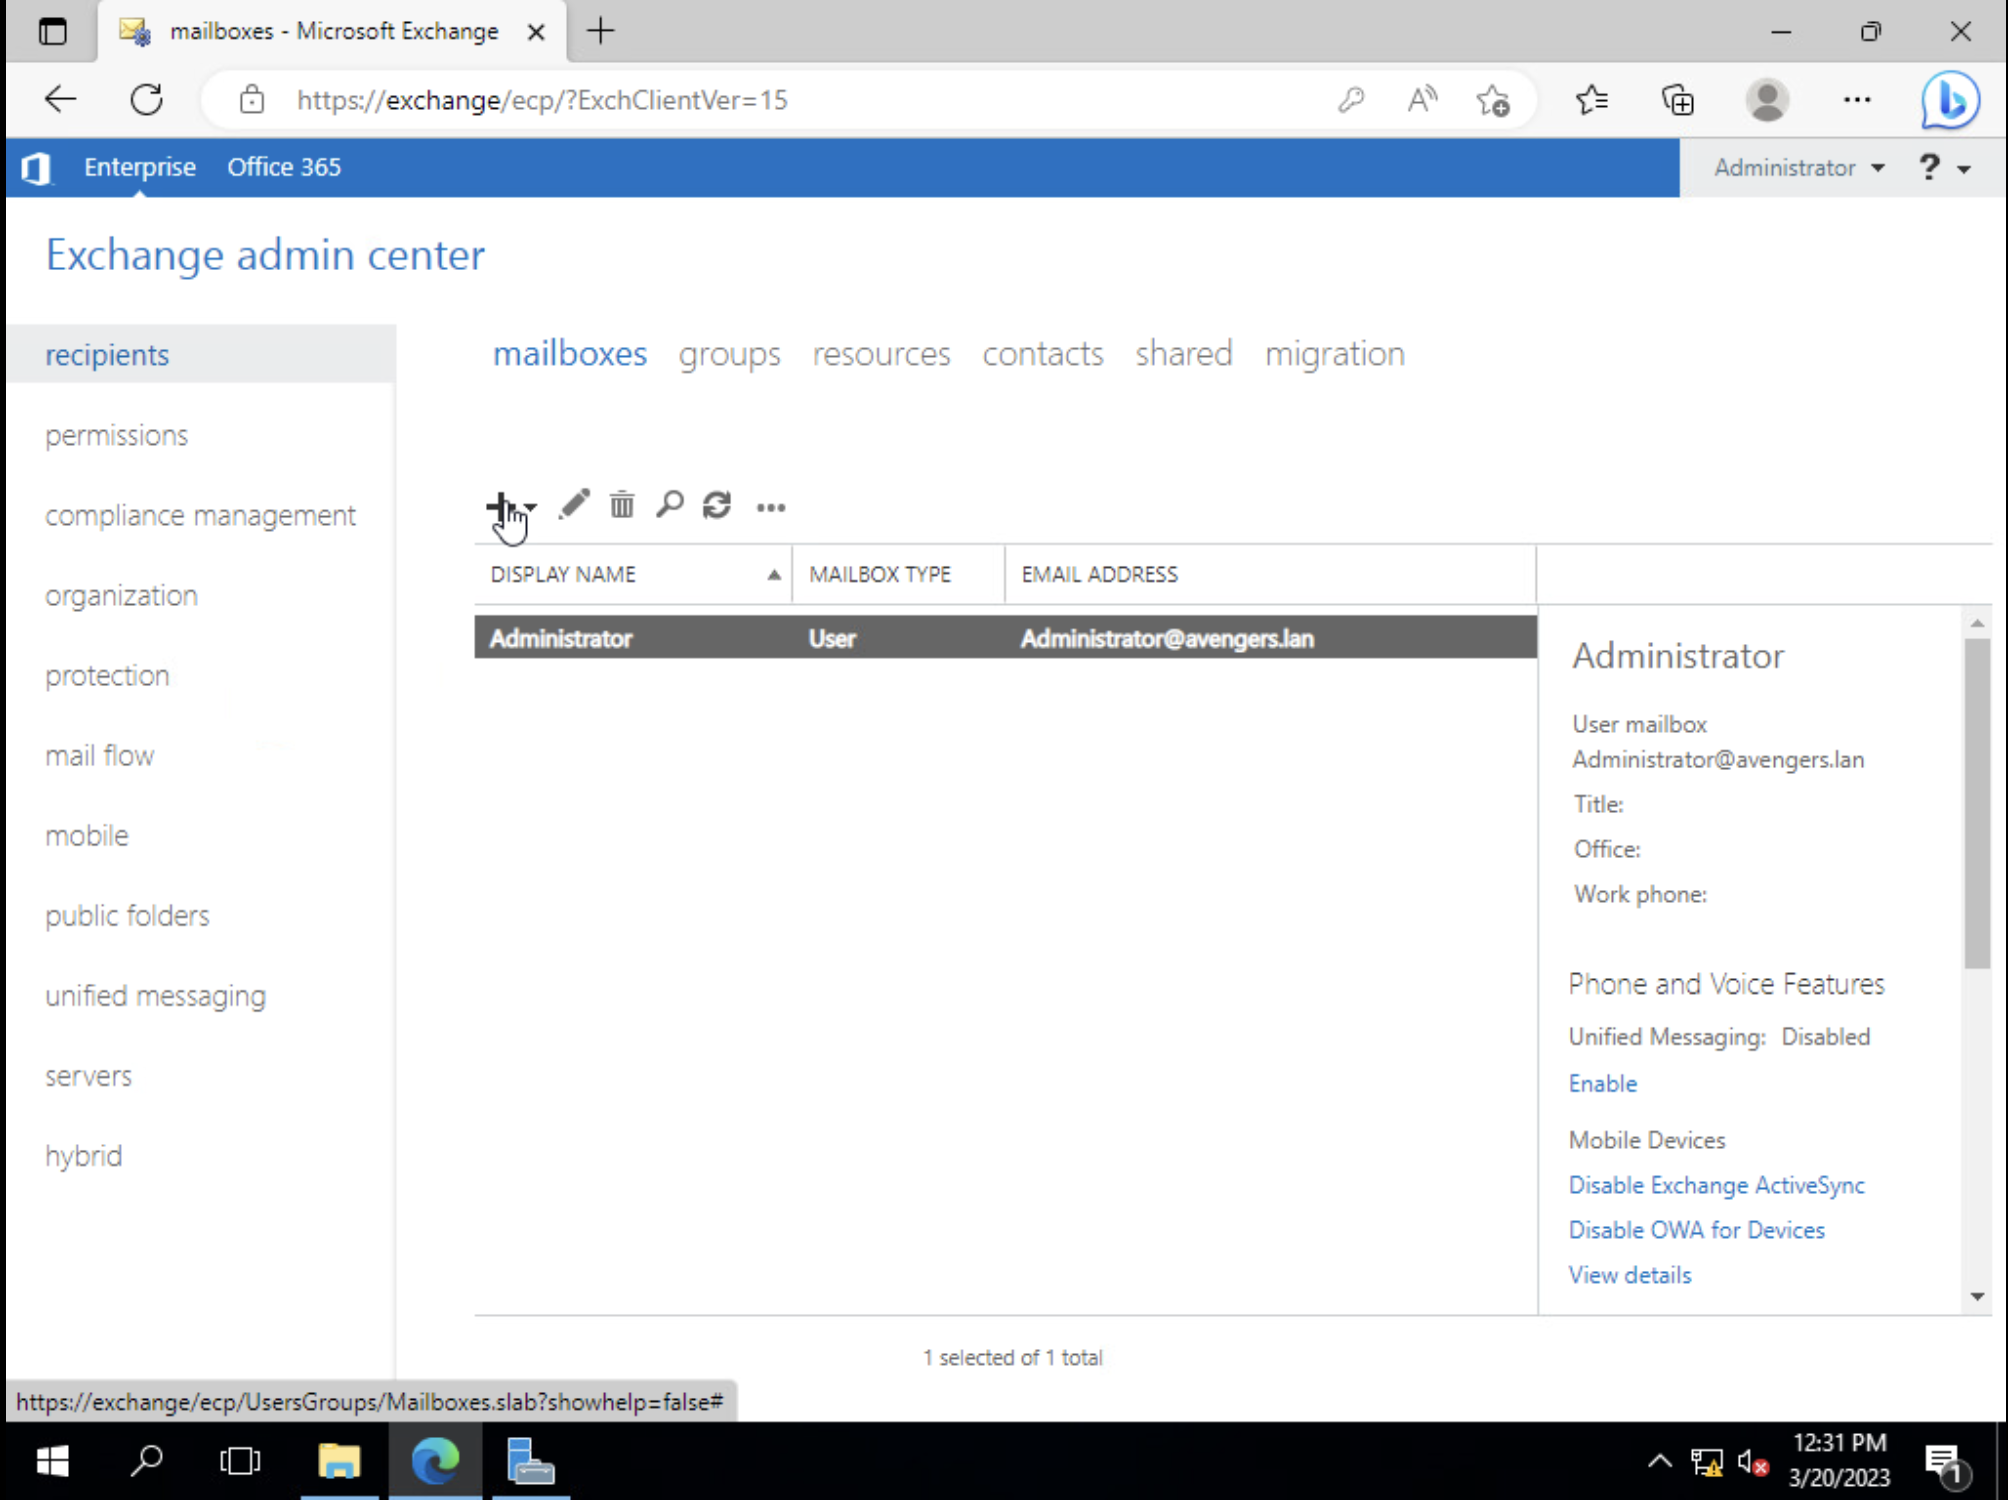 mailboxes - Microsoft Exchange
https://exchange/ecp/?ExchClientVer=15
Enterprise Office 365 Administrator ?
Exchange admin center
recipients
permissions
compliance management
organization
protection
mail flow
mobile
public folders
unified messaging
servers
hybrid
mailboxes groups resources contacts shared migration
DISPLAY NAME MAILBOX TYPE EMAIL ADDRESS
Administrator User Administrator@avengers.lan
Administrator
User mailbox
Administrator@avengers.lan
Title:
Office:
Work phone:
Phone and Voice Features
Unified Messaging: Disabled
Enable
Mobile Devices
Disable Exchange ActiveSync
Disable OWA for Devices
View details
1 selected of 1 total
https://exchange/ecp/UsersGroups/Mailboxes.slab?showhelp=false#
12:31 PM
3/20/2023
1